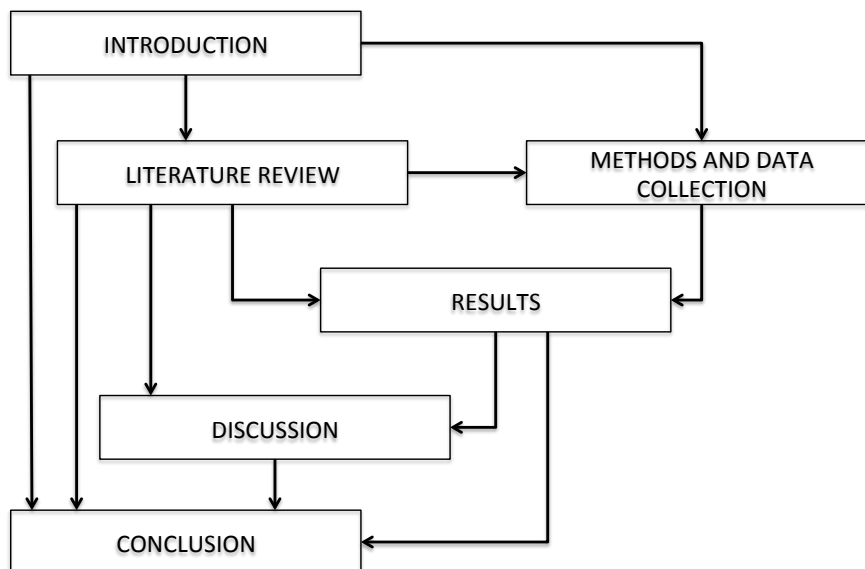 INTRODUCTION
LITERATURE REVIEW
METHODS AND DATA
COLLECTION
RESULTS
DISCUSSION
CONCLUSION